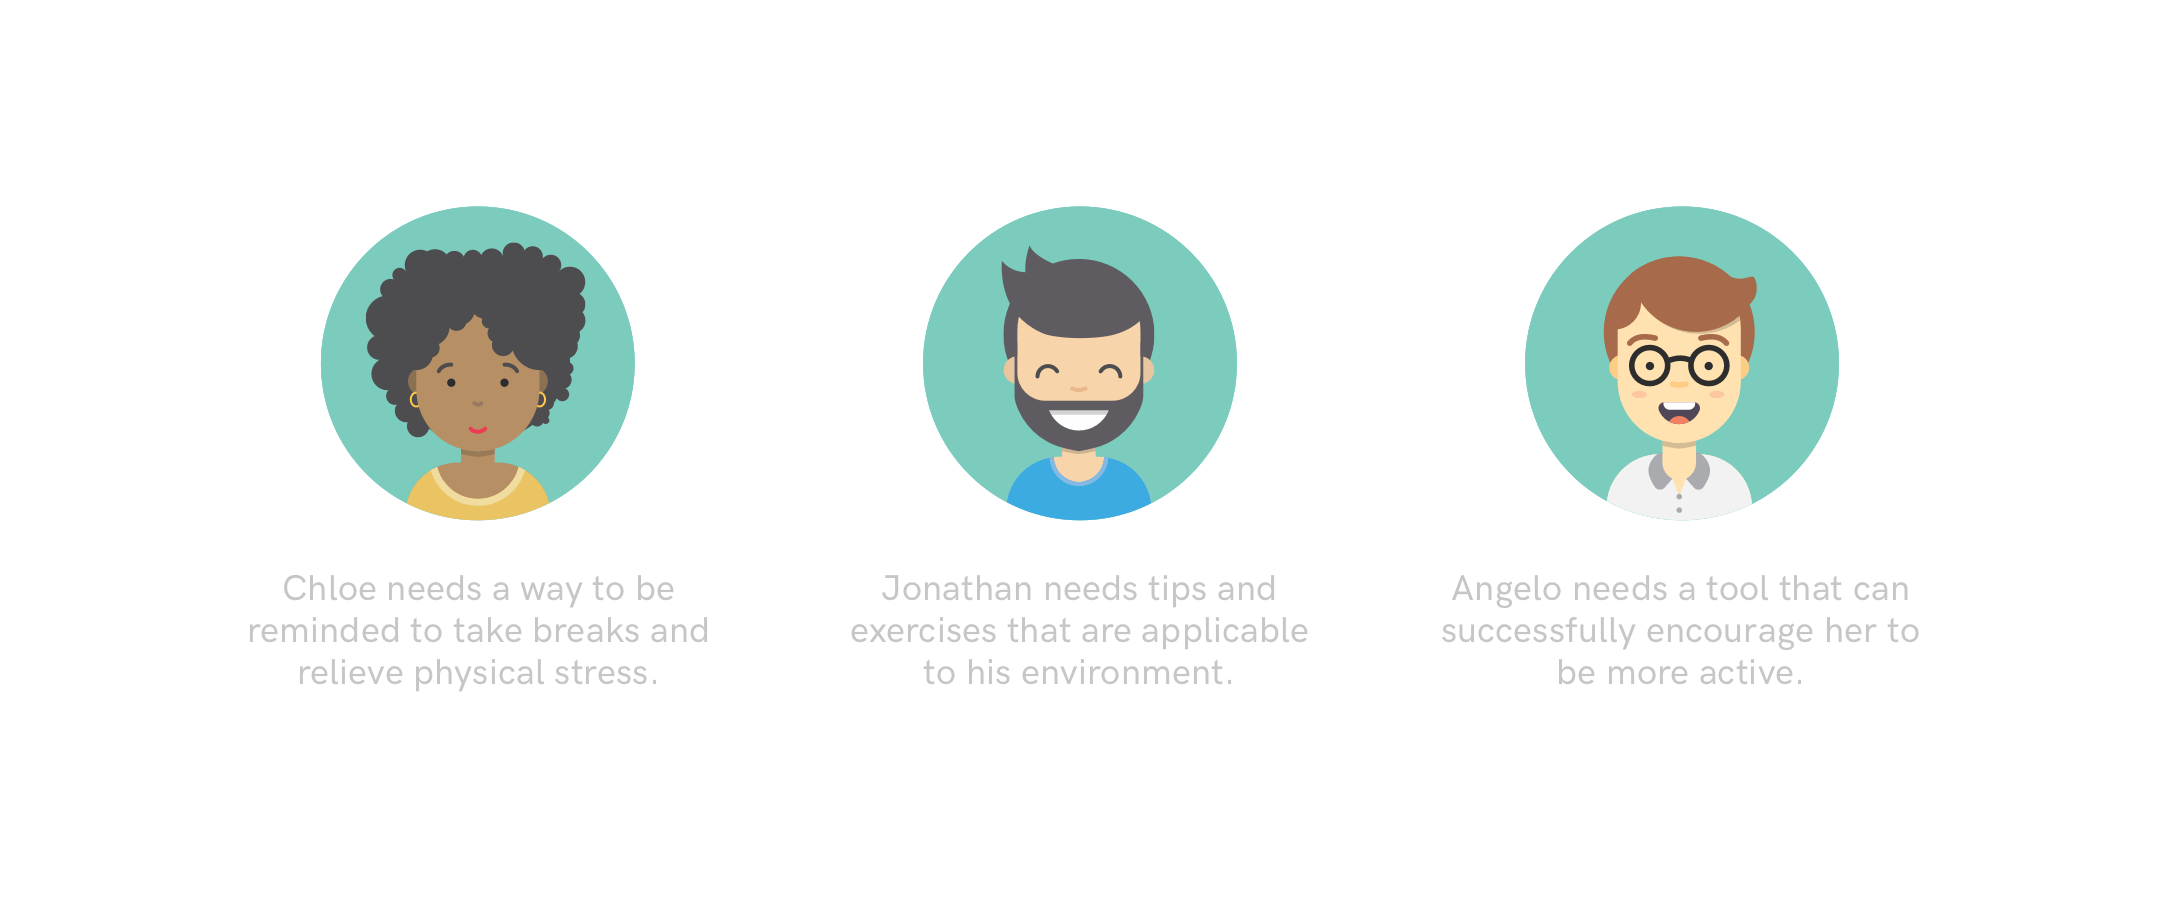 Chloe needs a way to be
reminded to take breaks and
relieve physical stress.
Jonathan needs tips and
exercises that are applicable
to his environment.
Angelo needs a tool that can
successfully encourage her to
be more active.